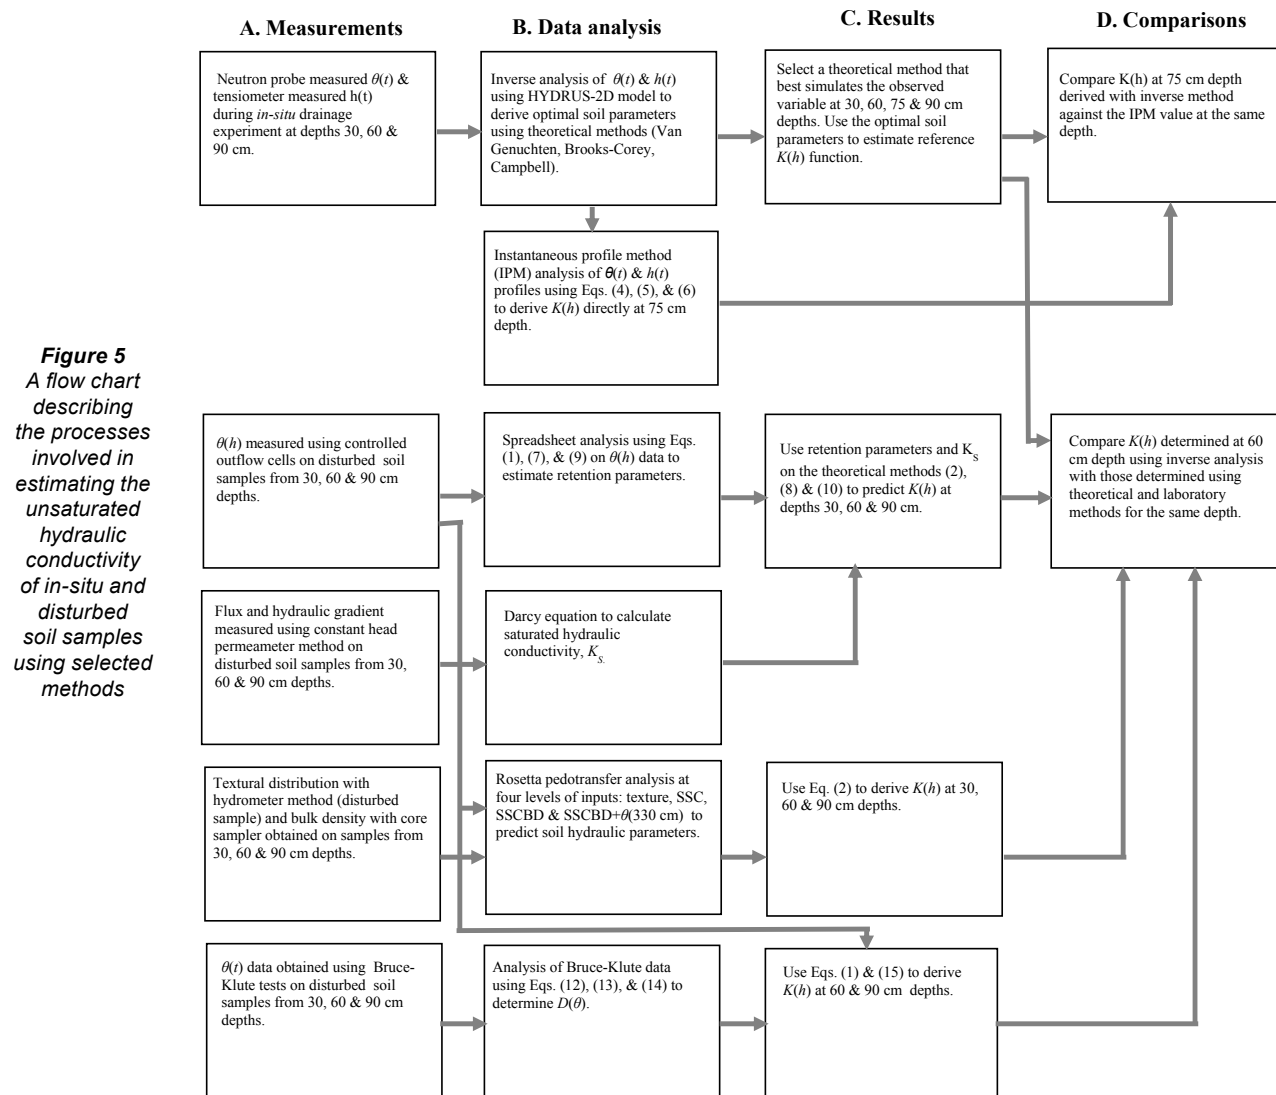 A. Measurements
B. Data analysis
C. Results
D. Comparisons
Neutron probe measured θ(t) &
tensiometer measured h(t)
during in-situ drainage
experiment at depths 30, 60 &
90 cm.
Inverse analysis of θ(t) & h(t)
using HYDRUS-2D model to
derive optimal soil parameters
using theoretical methods (Van
Genuchten, Brooks-Corey,
Campbell).
Select a theoretical method that
best simulates the observed
variable at 30, 60, 75 & 90 cm
depths. Use the optimal soil
parameters to estimate reference
K(h) function.
Compare K(h) at 75 cm depth
derived with inverse method
against the IPM value at the same
depth.
Instantaneous profile method
(IPM) analysis of θ(t) & h(t)
profiles using Eqs. (4), (5), & (6)
to derive K(h) directly at 75 cm
depth.
Figure 5
A flow chart
describing
the processes
involved in
estimating the
unsaturated
hydraulic
conductivity
of in-situ and
disturbed
soil samples
using selected
methods
θ(h) measured using controlled
outflow cells on disturbed soil
samples from 30, 60 & 90 cm
depths.
Spreadsheet analysis using Eqs.
(1), (7), & (9) on θ(h) data to
estimate retention parameters.
Use retention parameters and KS
on the theoretical methods (2),
(8) & (10) to predict K(h) at
depths 30, 60 & 90 cm.
Compare K(h) determined at 60
cm depth using inverse analysis
with those determined using
theoretical and laboratory
methods for the same depth.
Flux and hydraulic gradient
measured using constant head
permeameter method on
disturbed soil samples from 30,
60 & 90 cm depths.
Darcy equation to calculate
saturated hydraulic
conductivity, KS.
Textural distribution with
hydrometer method (disturbed
sample) and bulk density with core
sampler obtained on samples from
30, 60 & 90 cm depths.
Rosetta pedotransfer analysis at
four levels of inputs: texture, SSC,
SSCBD & SSCBD+θ(330 cm) to
predict soil hydraulic parameters.
Use Eq. (2) to derive K(h) at 30,
60 & 90 cm depths.
θ(t) data obtained using Bruce-
Klute tests on disturbed soil
samples from 30, 60 & 90 cm
depths.
Analysis of Bruce-Klute data
using Eqs. (12), (13), & (14) to
determine D(θ).
Use Eqs. (1) & (15) to derive
K(h) at 60 & 90 cm depths.